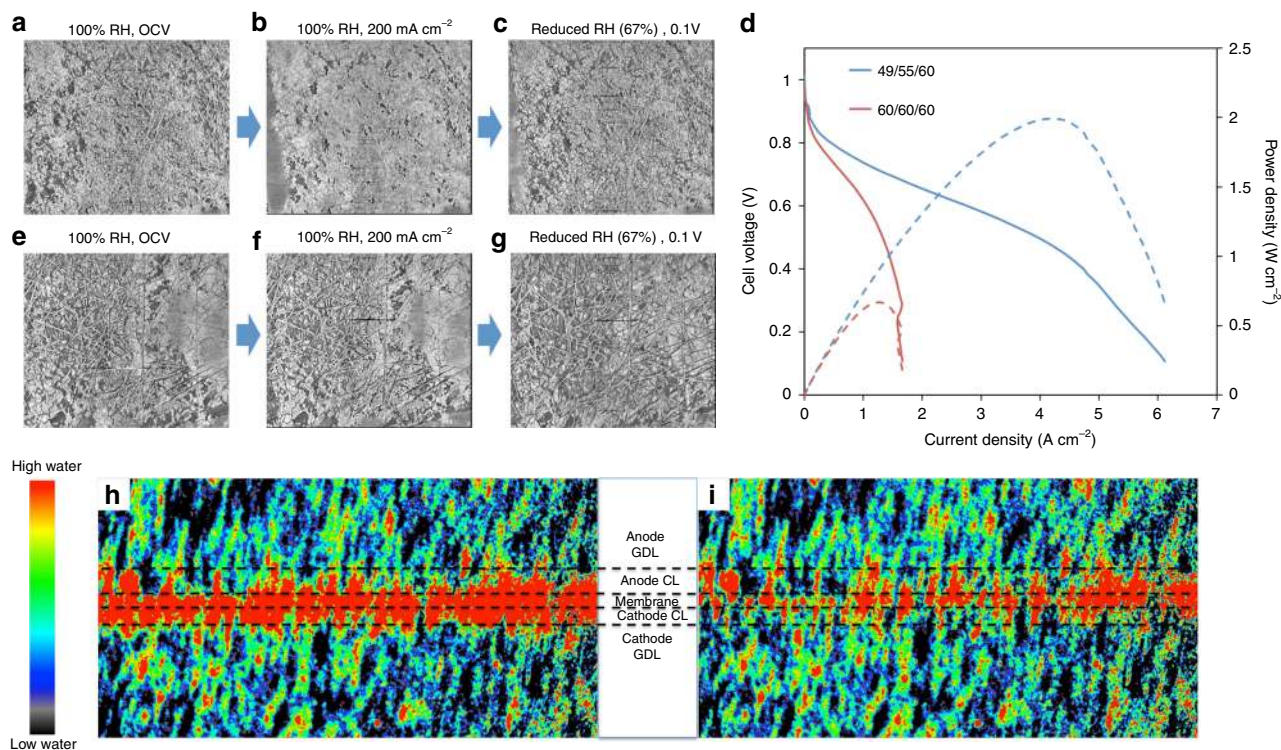 a
100% RH, OCV
b
100% RH, 200 mA cm⁻²
c
Reduced RH (67%) , 0.1V
d
49/55/60
60/60/60
Cell voltage (V)
1
0.8
0.6
0.4
0.2
0
0
1
2
3
4
5
6
7
Current density (A cm⁻²)
2.5
2
1.5
1
0.5
0
Power density
(W cm⁻²)
e
100% RH, OCV
f
100% RH, 200 mA cm⁻²
g
Reduced RH (67%) , 0.1 V
High water
Low water
h
Anode
GDL
Anode CL
Membrane
Cathode CL
Cathode
GDL
i